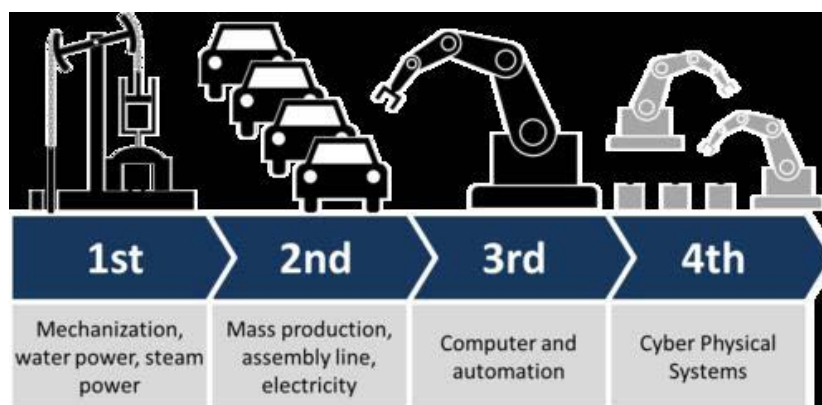 1st
2nd
3rd
4th
Mechanization,
water power, steam
power
Mass production,
assembly line,
electricity
Computer and
automation
Cyber Physical
Systems